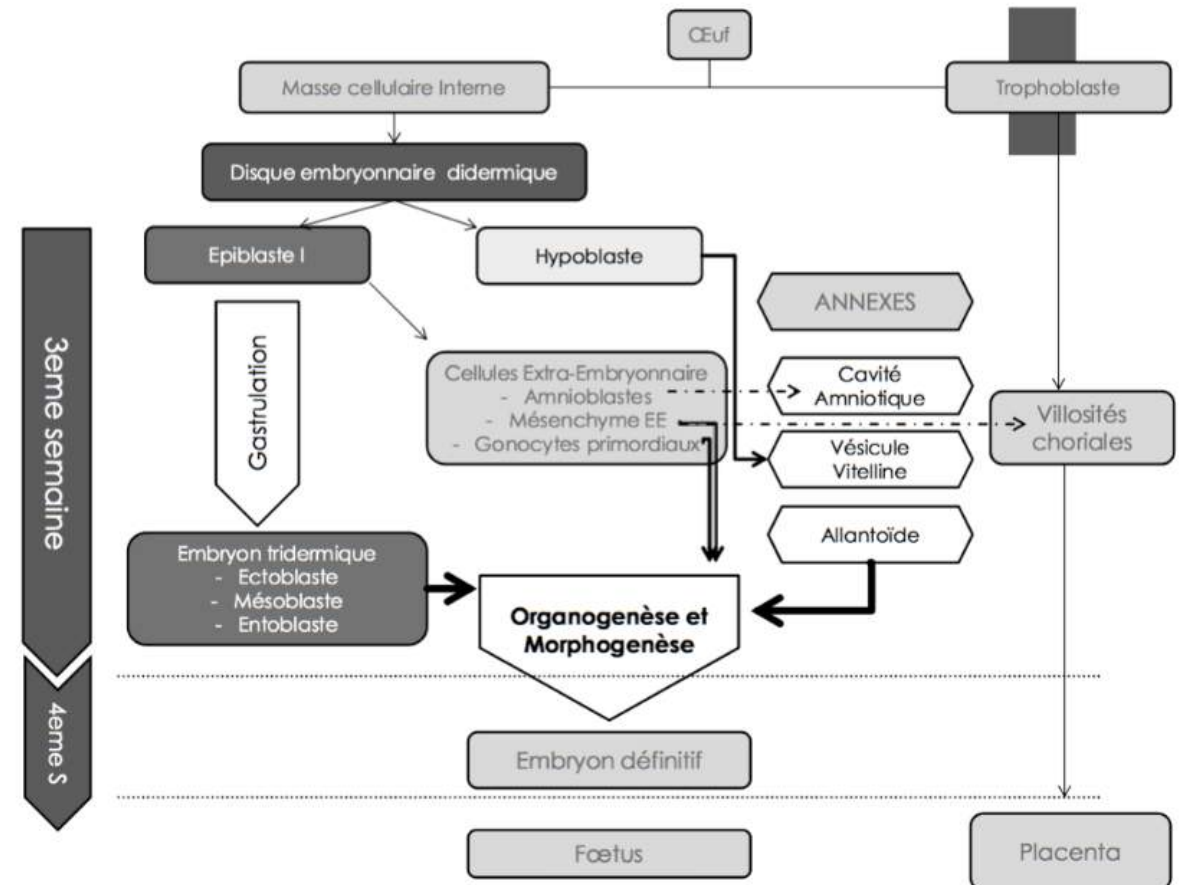 Œuf
Masse cellulaire Interne
Trophoblaste
Disque embryonnaire didermique
Epiblaste I
Hypoblaste
ANNEXES
3eme semaine
Gastrulation
Cellules Extra-Embryonnaire
- Amnioblastes
- Mésenchyme EE
- Gonocytes primordiaux
Cavité
Amniotique
Villosités
choriales
Vésicule
Vitelline
Allantoïde
Embryon tridermique
- Ectoblaste
- Mésoblaste
- Entoblaste
Organogenèse et
Morphogenèse
4eme S
Embryon définitif
Fœtus
Placenta